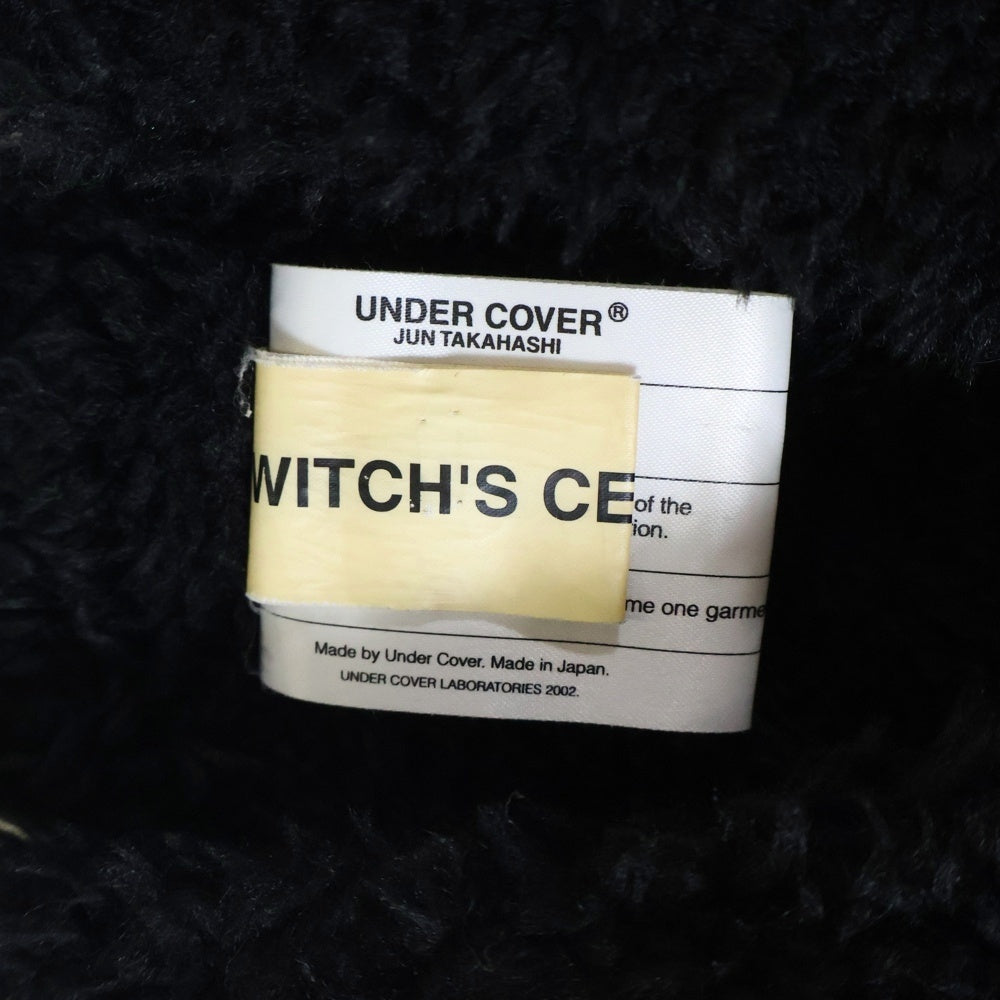 UNDER COVER®
JUN TAKAHASHI
WITCH'S CE
of the
ion.
me one garme
Made by Under Cover. Made in Japan.
UNDER COVER LABORATORIES 2002.